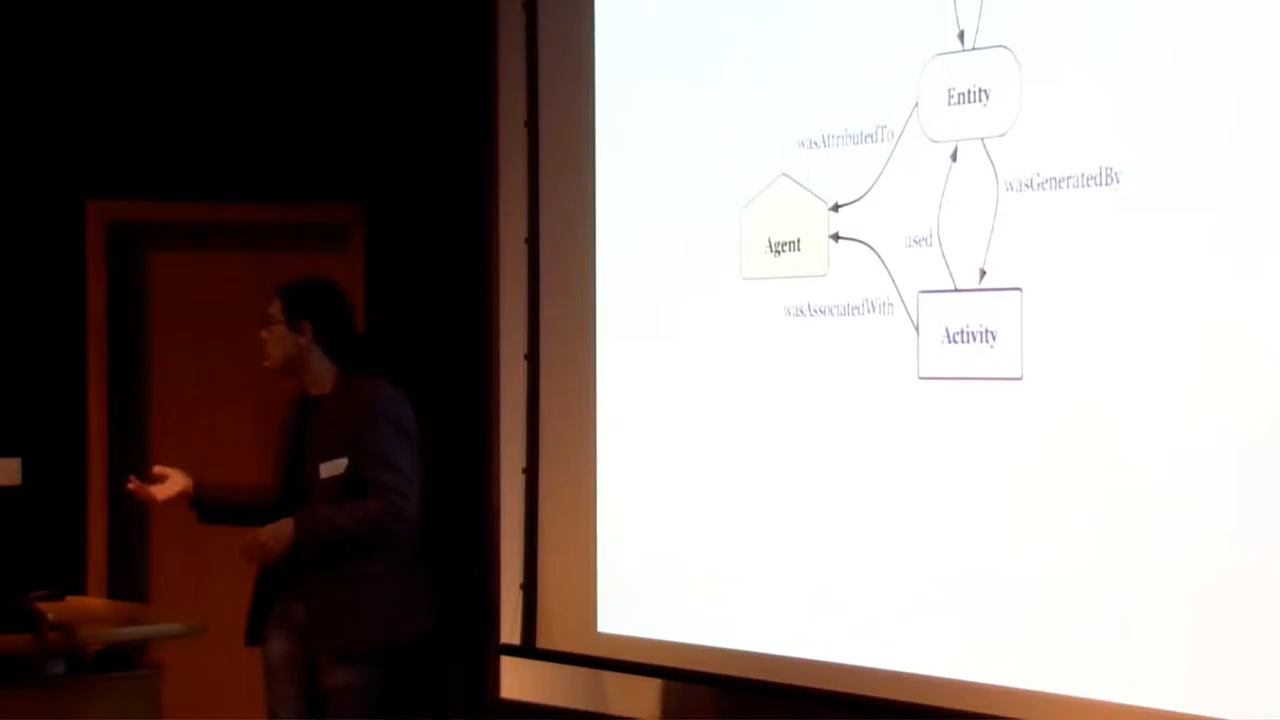 Entity
wasAttributedTo
wasGeneratedBy
Agent
used
wasAssociatedWith
Activity